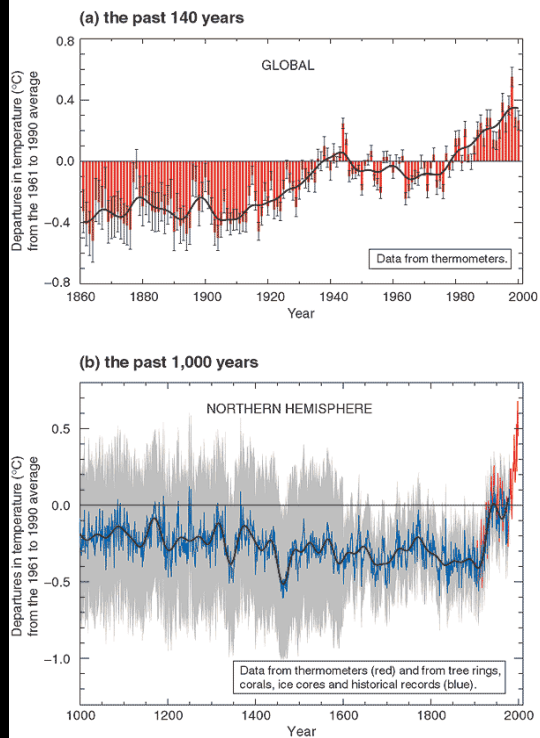 (a) the past 140 years
Departures in temperature (°C)
from the 1961 to 1990 average
0.8
0.4
0.0
−0.4
−0.8
GLOBAL
Data from thermometers.
1860 1880 1900 1920 1940 1960 1980 2000
Year
(b) the past 1,000 years
Departures in temperature (°C)
from the 1961 to 1990 average
0.5
0.0
−0.5
−1.0
NORTHERN HEMISPHERE
Data from thermometers (red) and from tree rings,
corals, ice cores and historical records (blue).
1000 1200 1400 1600 1800 2000
Year